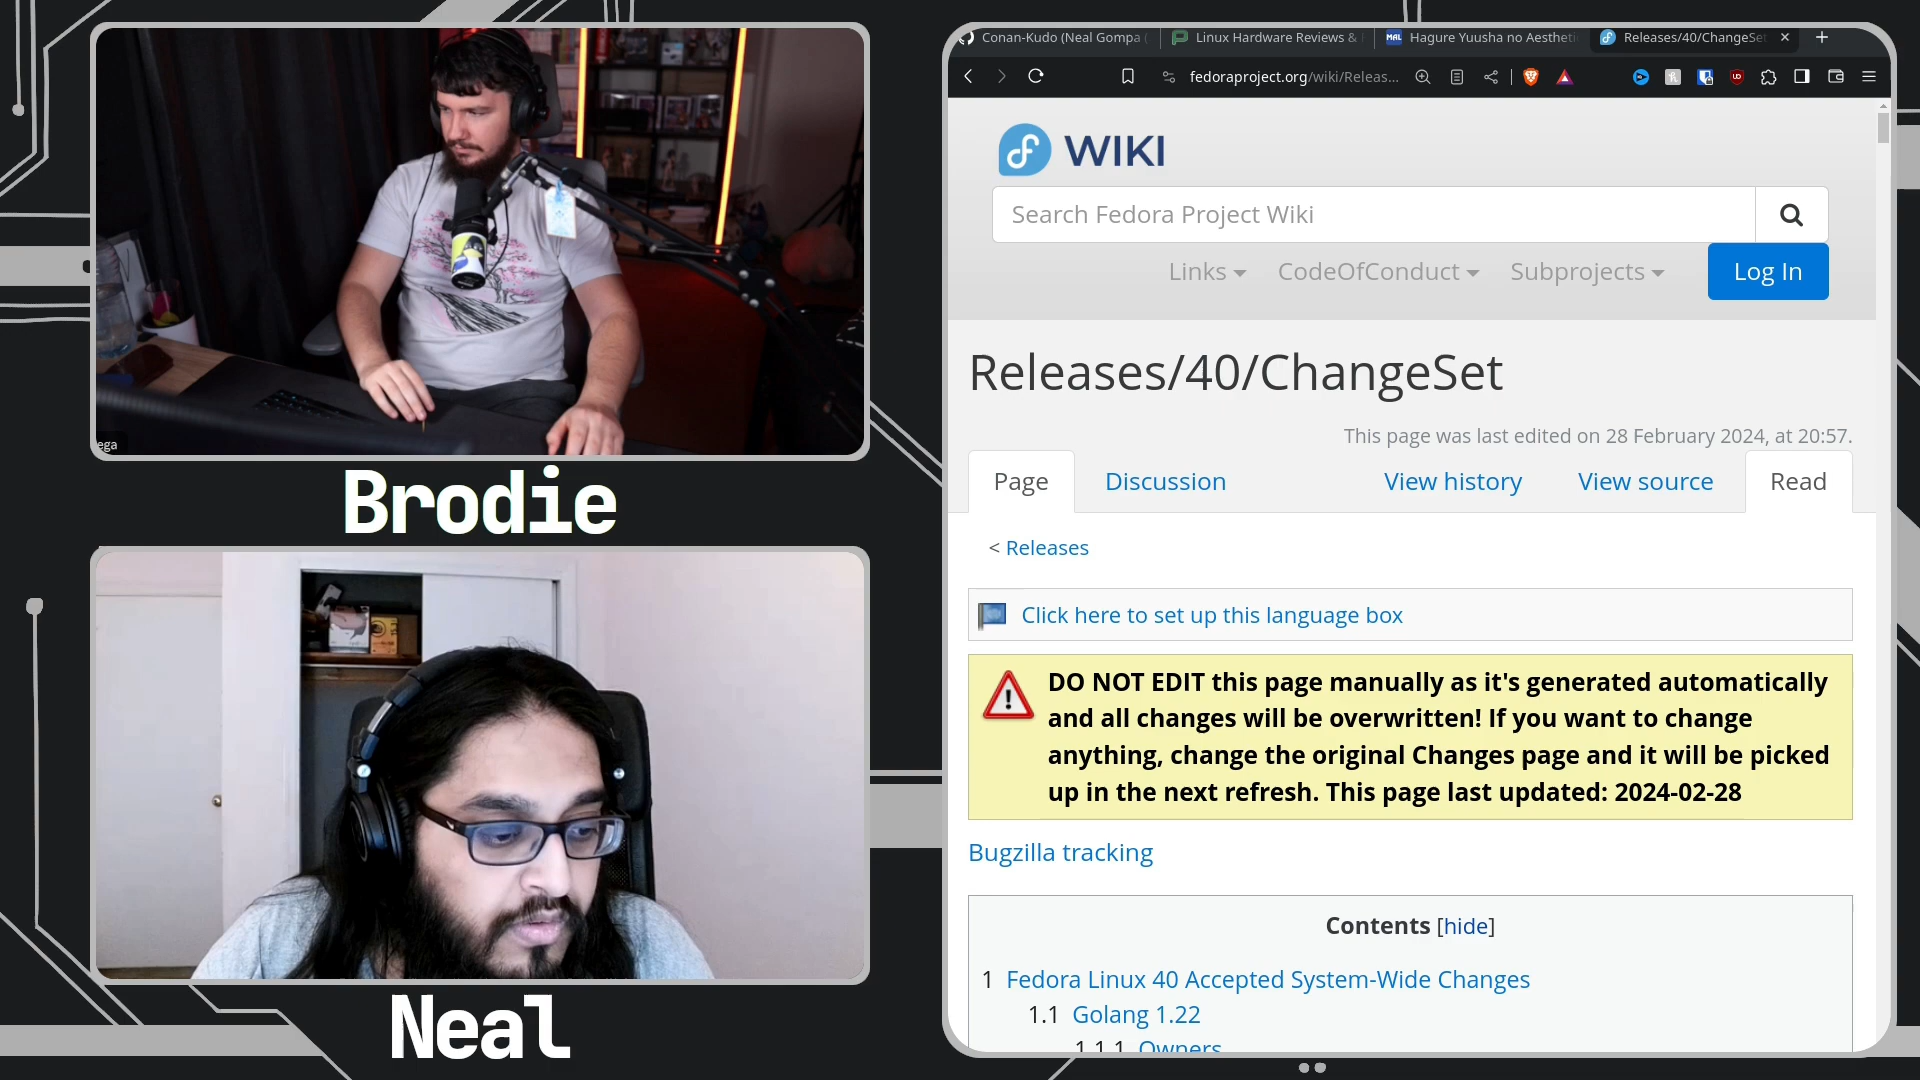 Conan-Kudo (Neal Gompa (
Linux Hardware Reviews &
MAL
Hagure Yuusha no Aestheti
Releases/40/ChangeSet
fedoraproject.org/wiki/Releas...
WIKI
Search Fedora Project Wiki
Links
CodeOfConduct
Subprojects
Log In
Releases/40/ChangeSet
This page was last edited on 28 February 2024, at 20:57.
Page
Discussion
View history
View source
Read
< Releases
Click here to set up this language box
DO NOT EDIT this page manually as it's generated automatically
and all changes will be overwritten! If you want to change
anything, change the original Changes page and it will be picked
up in the next refresh. This page last updated: 2024-02-28
Bugzilla tracking
Contents [hide]
1 Fedora Linux 40 Accepted System-Wide Changes
1.1 Golang 1.22
1.1.1 Owners
ega
Brodie
Neal